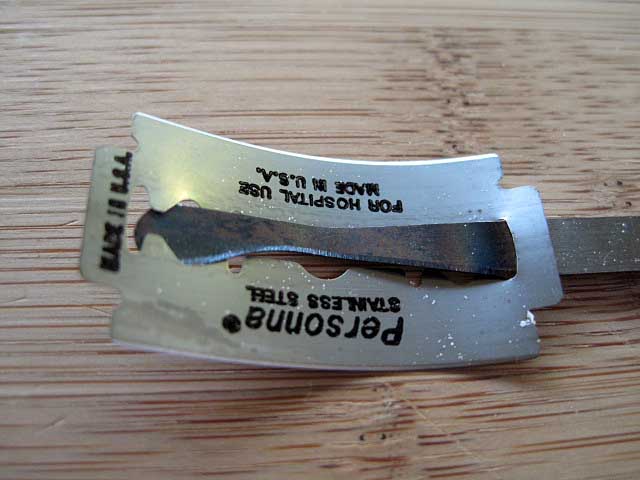 Personna®
STAINLESS STEEL
FOR HOSPITAL USE
MADE IN U.S.A.